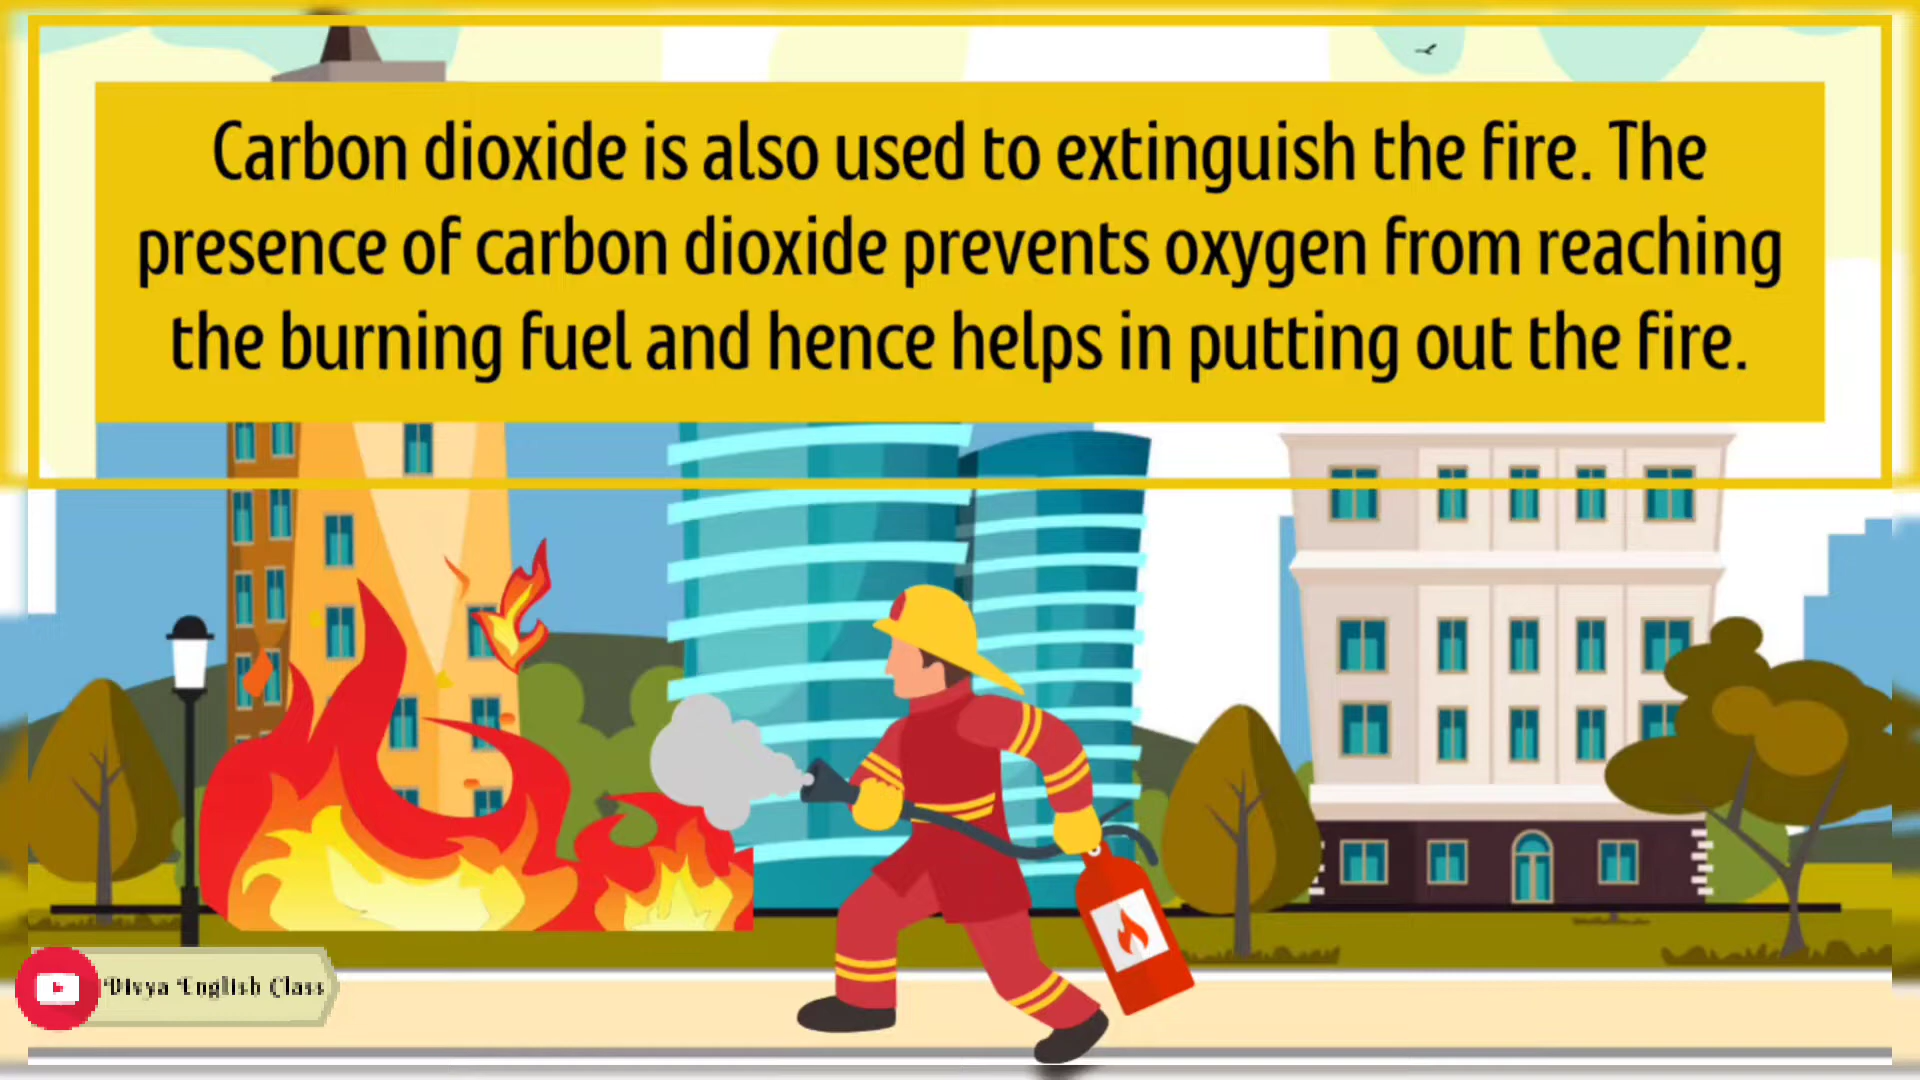 Carbon dioxide is also used to extinguish the fire. The
presence of carbon dioxide prevents oxygen from reaching
the burning fuel and hence helps in putting out the fire.
Divya English Class